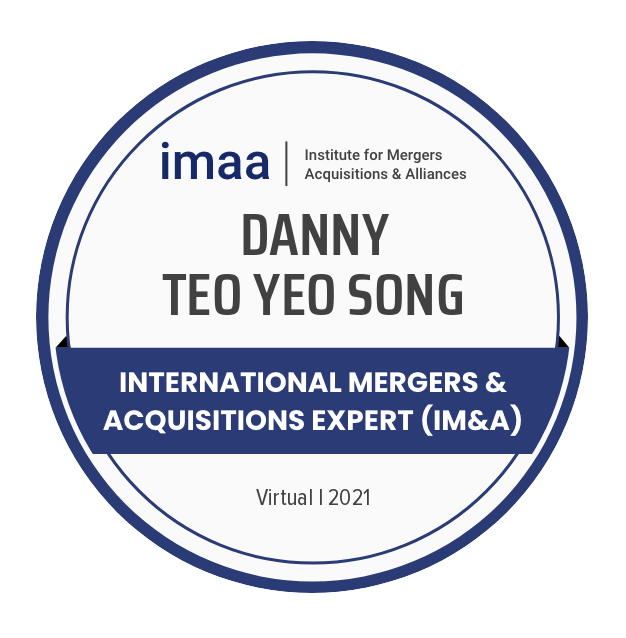 imaa
Institute for Mergers
Acquisitions & Alliances
DANNY
TEO YEO SONG
INTERNATIONAL MERGERS &
ACQUISITIONS EXPERT (IM&A)
Virtual | 2021